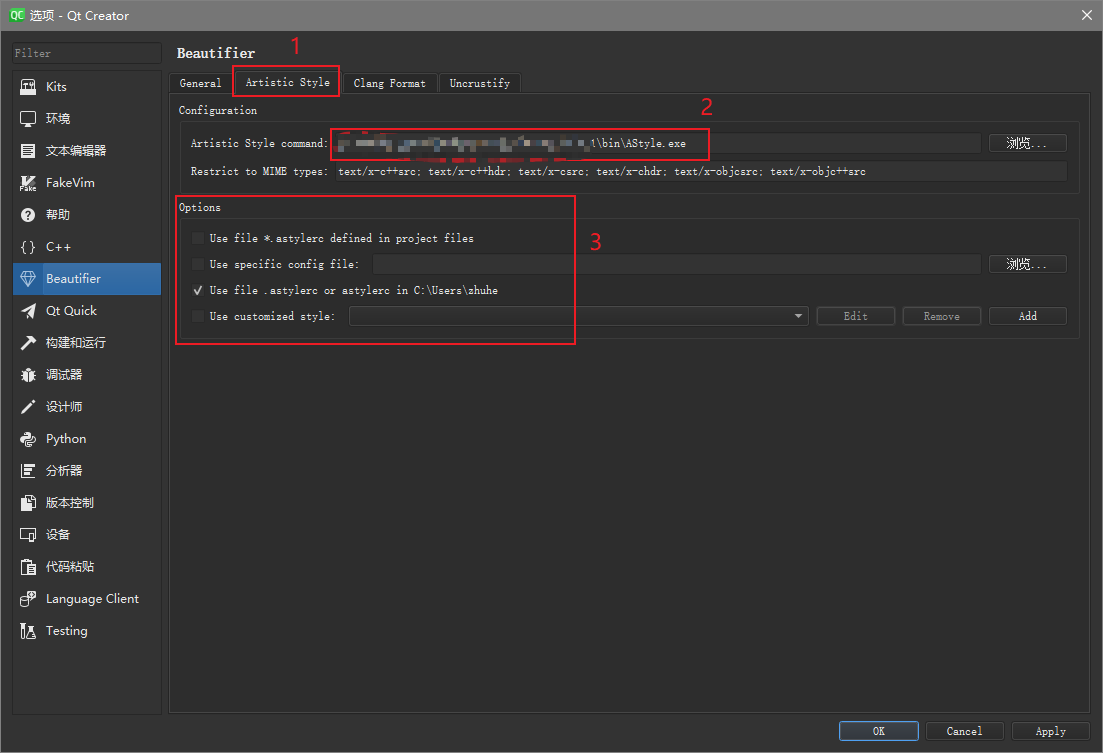 选项 - Qt Creator
Filter
Kits
环境
文本编辑器
FakeVim
帮助
C++
Beautifier
Qt Quick
构建和运行
调试器
设计师
Python
分析器
版本控制
设备
代码粘贴
Language Client
Testing
Beautifier
1
General Artistic Style Clang Format Uncrustify
Configuration
2
Artistic Style command: 1\bin\AStyle.exe 浏览...
Restrict to MIME types: text/x-c++src; text/x-c++hdr; text/x-csrc; text/x-chdr; text/x-objcsrc; text/x-objc++src
Options
3
Use file *.astylerc defined in project files
Use specific config file: 浏览...
Use file .astylerc or astylerc in C:\Users\zhuhe
Use customized style: Edit Remove Add
OK Cancel Apply